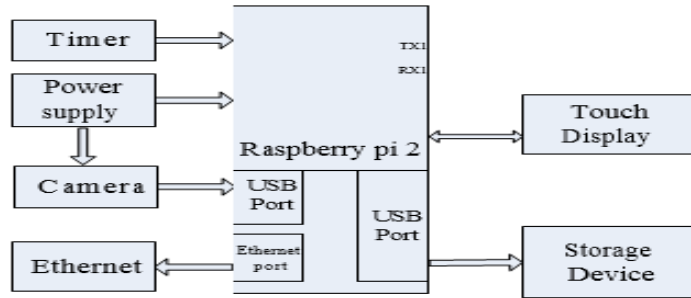 Timer
Power
supply
Camera
Ethernet
TX1
RX1
Raspberry pi 2
USB
Port
Ethernet
port
USB
Port
Touch
Display
Storage
Device